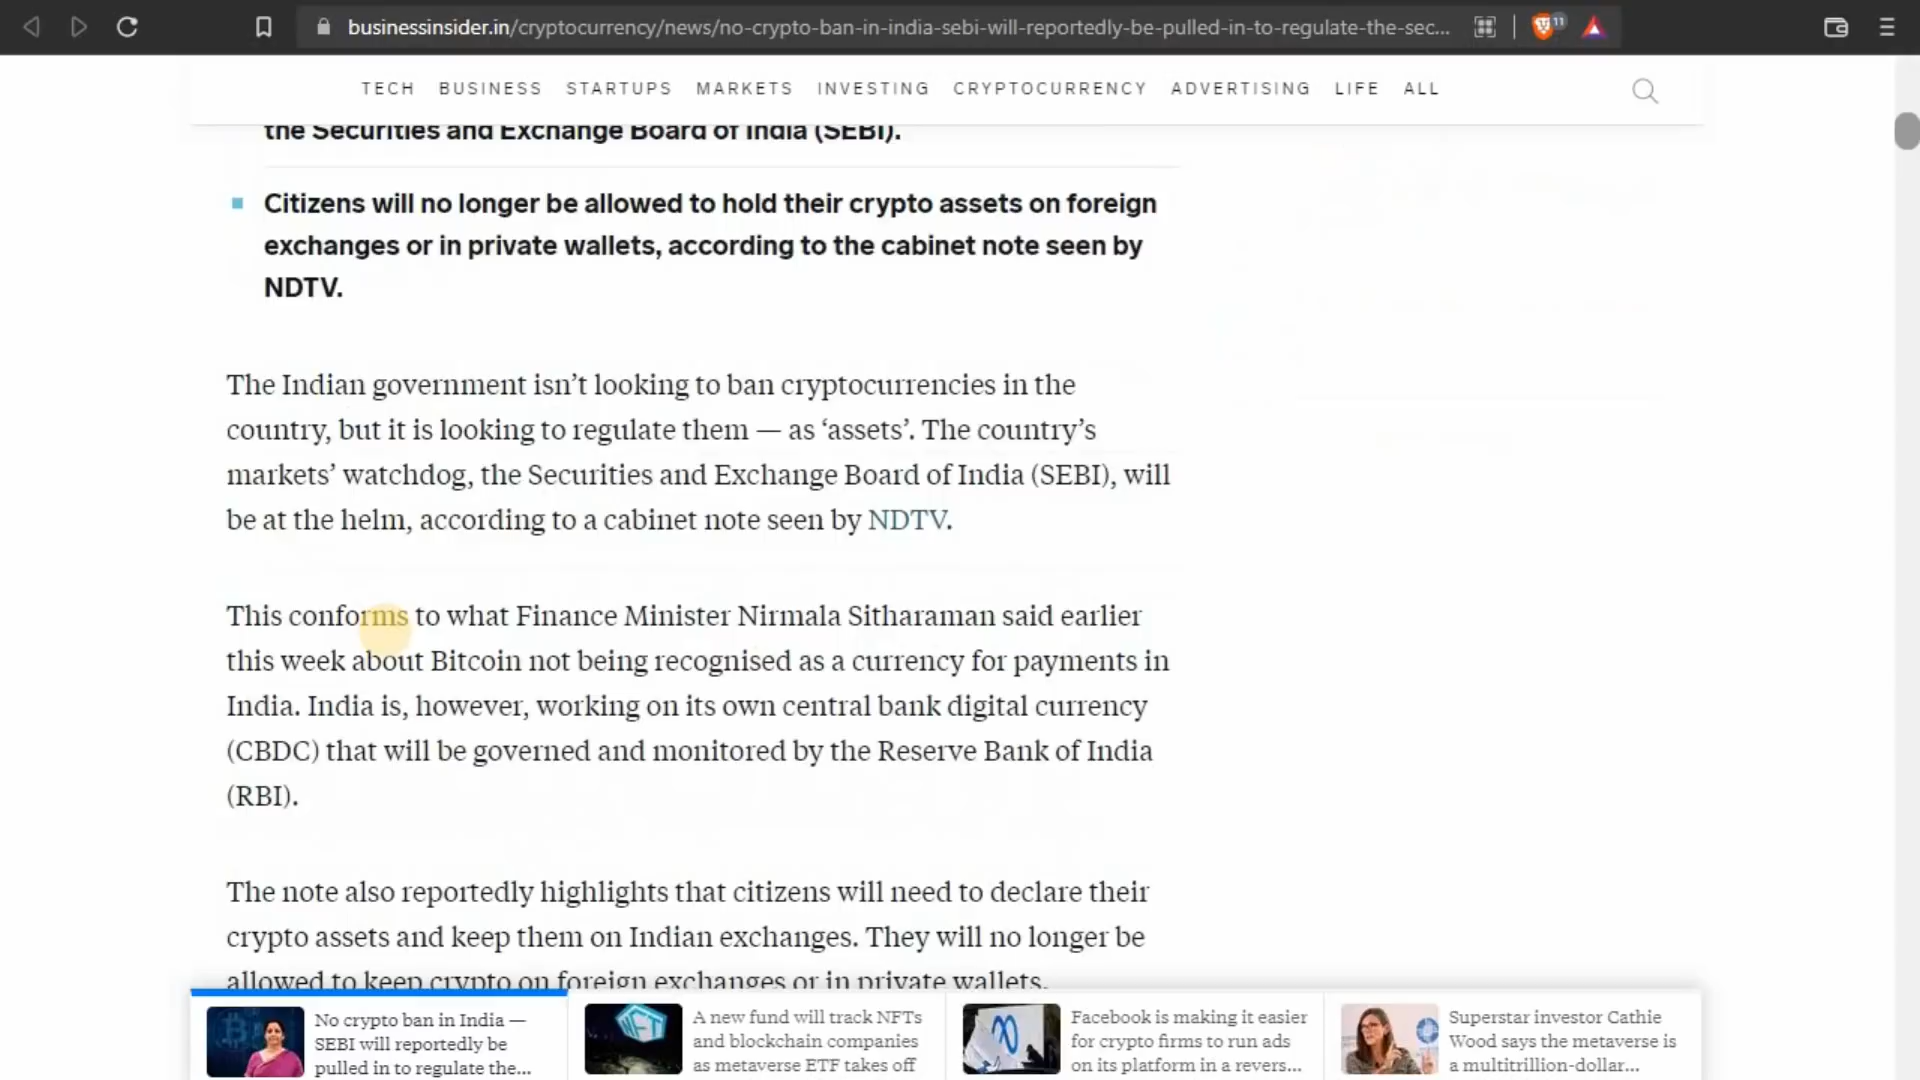 businessinsider.in/cryptocurrency/news/no-crypto-ban-in-india-sebi-will-reportedly-be-pulled-in-to-regulate-the-sec...
11
TECH BUSINESS STARTUPS MARKETS INVESTING CRYPTOCURRENCY ADVERTISING LIFE ALL
the Securities and Exchange Board of India (SEBI).
Citizens will no longer be allowed to hold their crypto assets on foreign
exchanges or in private wallets, according to the cabinet note seen by
NDTV.
The Indian government isn’t looking to ban cryptocurrencies in the
country, but it is looking to regulate them — as ‘assets’. The country’s
markets’ watchdog, the Securities and Exchange Board of India (SEBI), will
be at the helm, according to a cabinet note seen by NDTV.
This conforms to what Finance Minister Nirmala Sitharaman said earlier
this week about Bitcoin not being recognised as a currency for payments in
India. India is, however, working on its own central bank digital currency
(CBDC) that will be governed and monitored by the Reserve Bank of India
(RBI).
The note also reportedly highlights that citizens will need to declare their
crypto assets and keep them on Indian exchanges. They will no longer be
allowed to keep crypto on foreign exchanges or in private wallets.
No crypto ban in India —
SEBI will reportedly be
pulled in to regulate the...
NFT
A new fund will track NFTs
and blockchain companies
as metaverse ETF takes off
Facebook is making it easier
for crypto firms to run ads
on its platform in a revers...
Superstar investor Cathie
Wood says the metaverse is
a multitrillion-dollar...